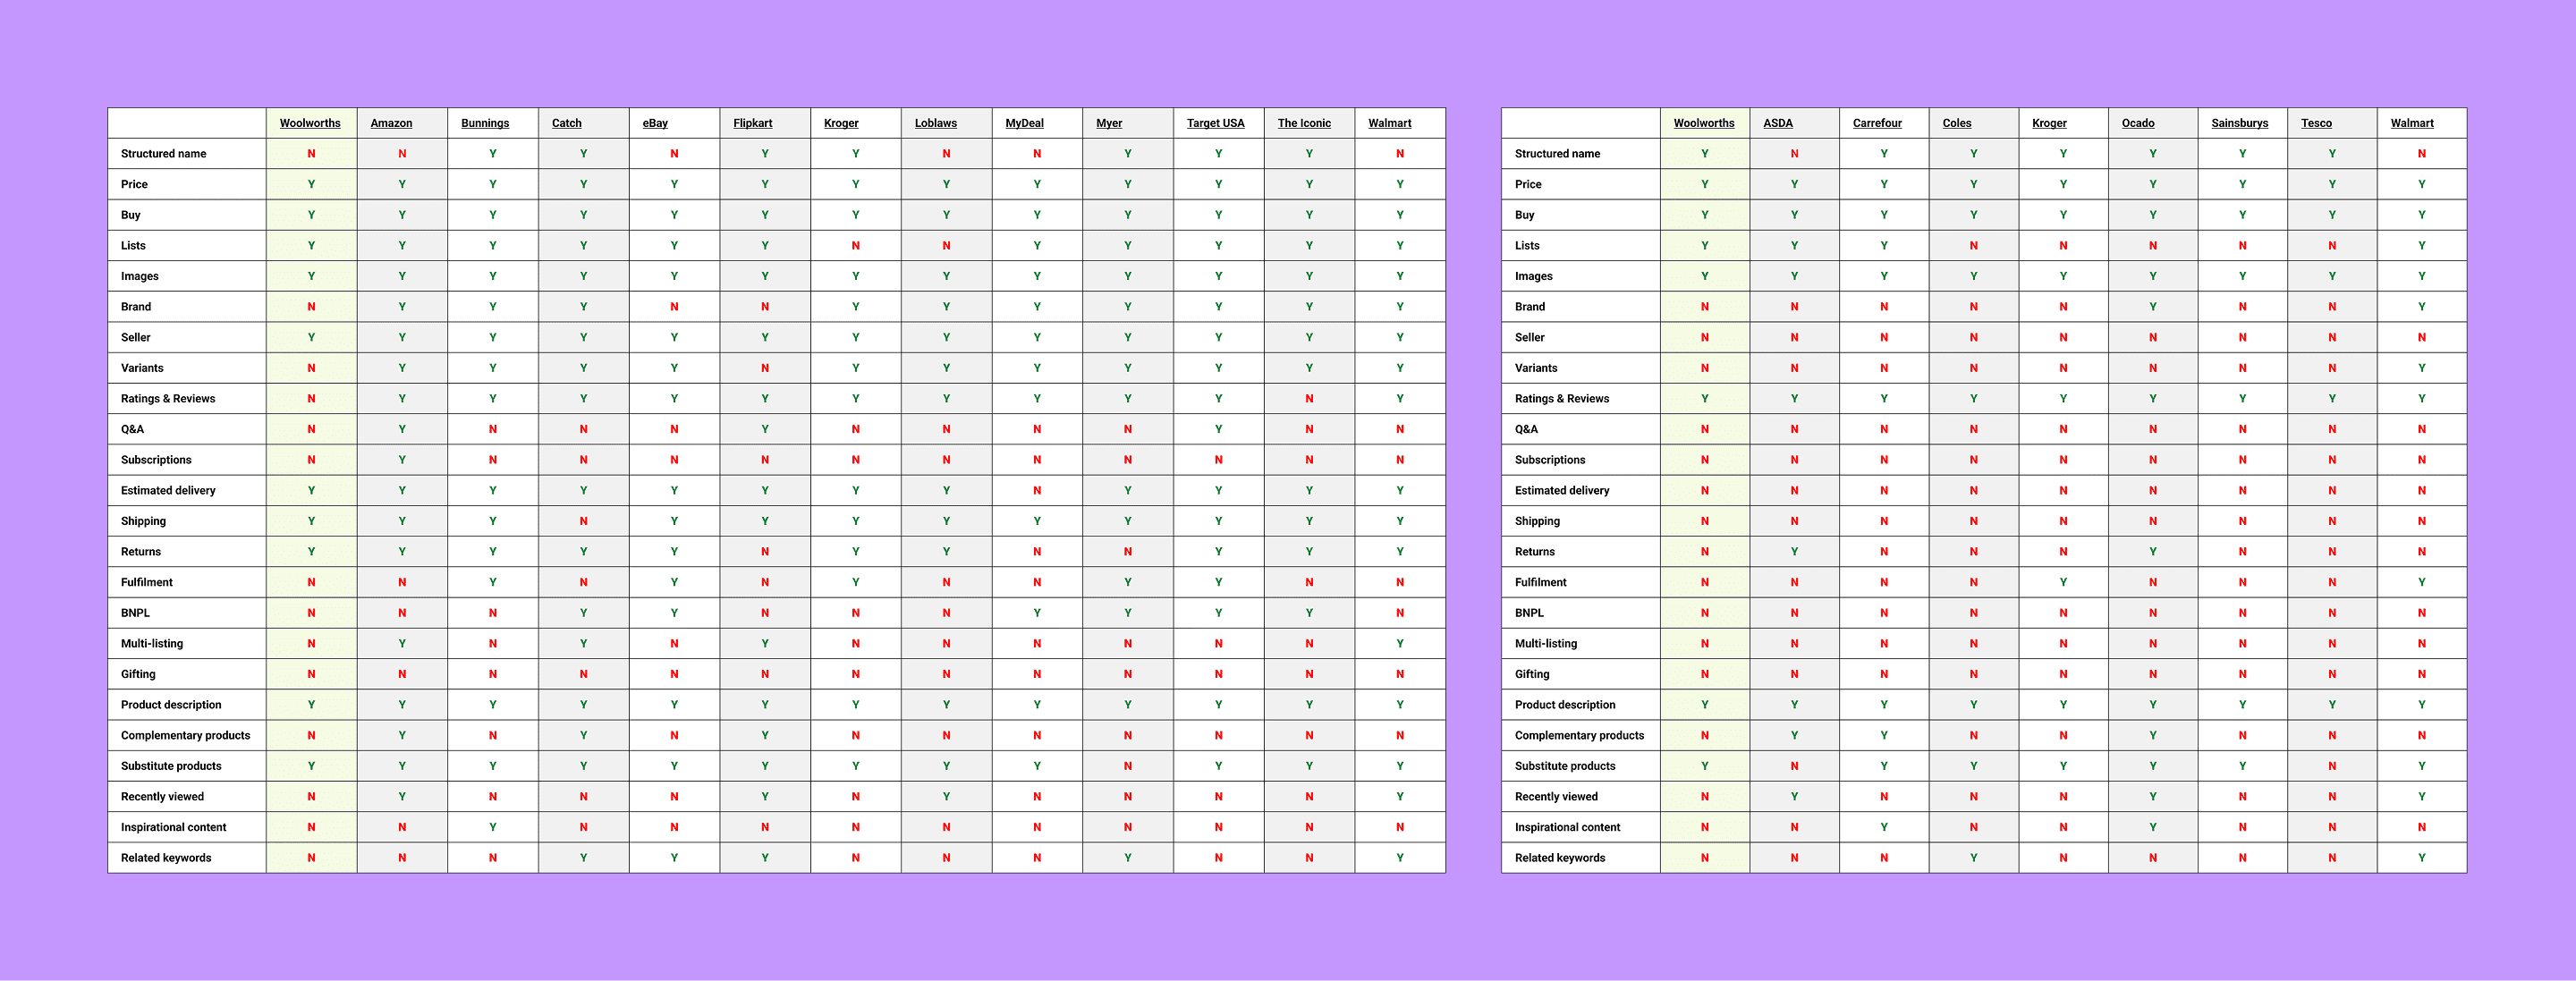 Woolworths Amazon Bunnings Catch eBay Flipkart Kroger Loblaws MyDeal Myer Target USA The Iconic Walmart
Structured name N N Y Y N Y Y N N Y Y Y N
Price Y Y Y Y Y Y Y Y Y Y Y Y Y
Buy Y Y Y Y Y Y Y Y Y Y Y Y Y
Lists Y Y Y Y Y Y N N Y Y Y Y Y
Images Y Y Y Y Y Y Y Y Y Y Y Y Y
Brand N Y Y Y N N Y Y Y Y Y Y Y
Seller Y Y Y Y Y Y Y Y Y Y Y Y Y
Variants N Y Y Y Y N Y Y Y Y Y Y Y
Ratings & Reviews N Y Y Y Y Y Y Y Y Y Y N Y
Q&A N Y N N N Y N N N N Y N N
Subscriptions N Y N N N N N N N N N N N
Estimated delivery Y Y Y Y Y Y Y Y N Y Y Y Y
Shipping Y Y Y N Y Y Y Y Y Y Y Y Y
Returns Y Y Y Y Y N Y Y N N Y Y Y
Fulfilment N N Y N Y N Y N N Y Y N N
BNPL N N N Y Y N N N Y Y Y Y N
Multi-listing N Y N Y N Y N N N N N N Y
Gifting N N N N N N N N N N N N N
Product description Y Y Y Y Y Y Y Y Y Y Y Y Y
Complementary products N Y N Y N Y N N N N N N N
Substitute products Y Y Y Y Y Y Y Y Y N Y Y Y
Recently viewed N Y N N N Y N Y N N N N Y
Inspirational content N N Y N N N N N N N N N N
Related keywords N N N Y Y Y N N N Y N N Y
Woolworths ASDA Carrefour Coles Kroger Ocado Sainsburys Tesco Walmart
Structured name Y N Y Y Y Y Y Y N
Price Y Y Y Y Y Y Y Y Y
Buy Y Y Y Y Y Y Y Y Y
Lists Y Y Y N N N N N Y
Images Y Y Y Y Y Y Y Y Y
Brand N N N N N Y N N Y
Seller N N N N N N N N N
Variants N N N N N N N N Y
Ratings & Reviews Y Y Y Y Y Y Y Y Y
Q&A N N N N N N N N N
Subscriptions N N N N N N N N N
Estimated delivery N N N N N N N N N
Shipping N N N N N N N N N
Returns N Y N N N Y N N N
Fulfilment N N N N Y N N N Y
BNPL N N N N N N N N N
Multi-listing N N N N N N N N N
Gifting N N N N N N N N N
Product description Y Y Y Y Y Y Y Y Y
Complementary products N Y Y N N Y N N N
Substitute products Y N Y Y Y Y Y N Y
Recently viewed N Y N N N Y N N Y
Inspirational content N N Y N N Y N N N
Related keywords N N N Y N N N N Y